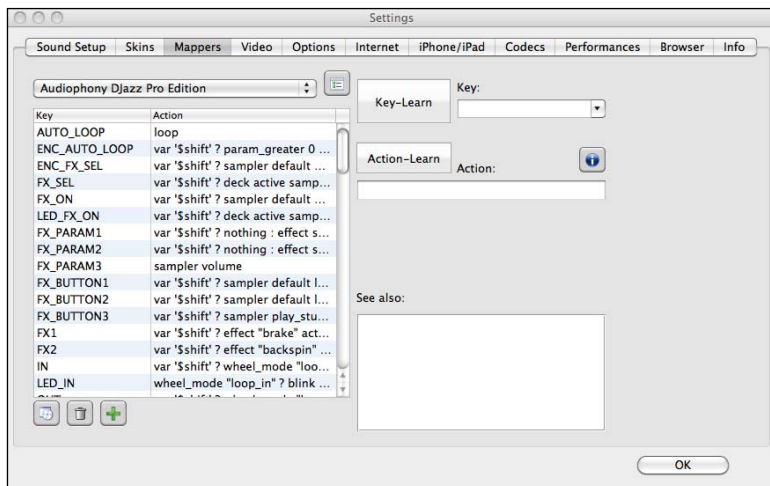 Settings
Sound Setup Skins Mappers Video Options Internet iPhone/iPad Codecs Performances Browser Info
Audiophony DJazz Pro Edition
Key Action
AUTO_LOOP loop
ENC_AUTO_LOOP var '$shift' ? param_greater 0 ...
ENC_FX_SEL var '$shift' ? sampler default ...
FX_SEL var '$shift' ? deck active samp...
FX_ON var '$shift' ? sampler default ...
LED_FX_ON var '$shift' ? deck active samp...
FX_PARAM1 var '$shift' ? nothing : effect s...
FX_PARAM2 var '$shift' ? nothing : effect s...
FX_PARAM3 sampler volume
FX_BUTTON1 var '$shift' ? sampler default l...
FX_BUTTON2 var '$shift' ? sampler default l...
FX_BUTTON3 var '$shift' ? sampler play_stu...
FX1 var '$shift' ? effect "brake" act...
FX2 var '$shift' ? effect "backspin" ...
IN var '$shift' ? wheel_mode "loo...
LED_IN wheel_mode "loop_in" ? blink ...
Key-Learn
Key:
Action-Learn
Action:
See also:
OK